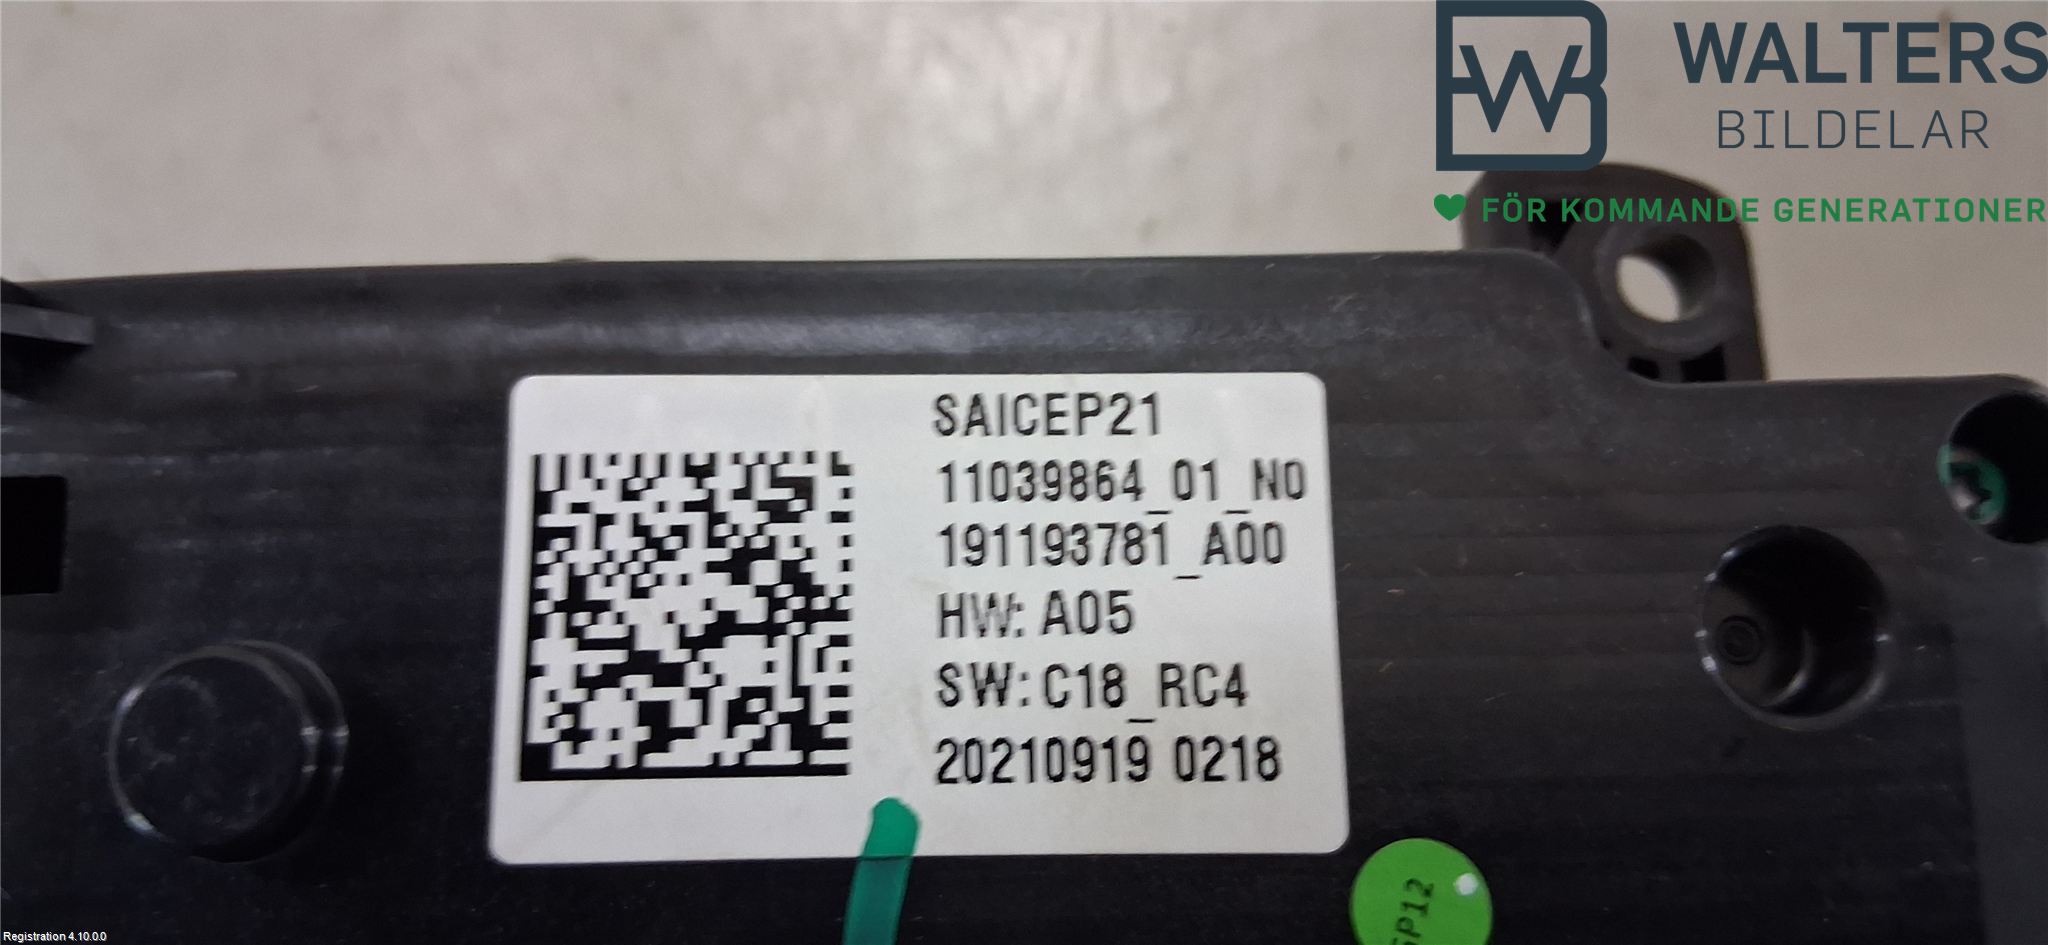 WALTERS
BILDELAR
FÖR KOMMANDE GENERATIONER
SAICEP21
11039864_01_N0
191193781_A00
HW: A05
SW: C18_RC4
20210919 0218
Registration 4.10.0.0